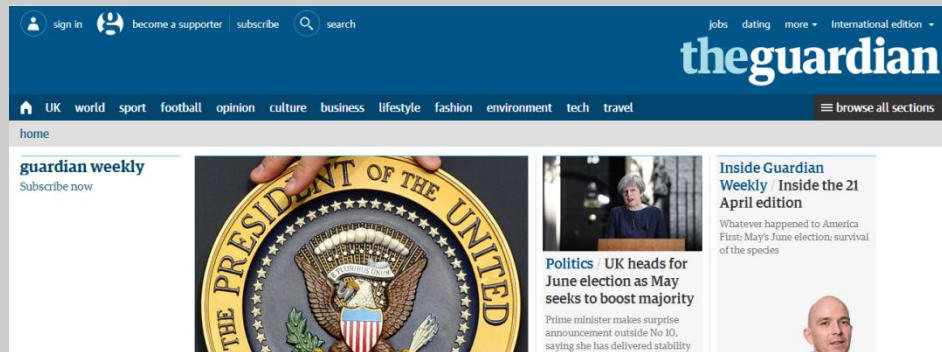 sign in become a supporter subscribe search
jobs dating more International edition
theguardian
UK world sport football opinion culture business lifestyle fashion environment tech travel
browse all sections
home
guardian weekly
Subscribe now
THE PRESIDENT OF THE UNITED
E PLURIBUS UNUM
Politics / UK heads for
June election as May
seeks to boost majority
Prime minister makes surprise
announcement outside No 10,
saying she has delivered stability
Inside Guardian
Weekly / Inside the 21
April edition
Whatever happened to America
First; May's June election; survival
of the species